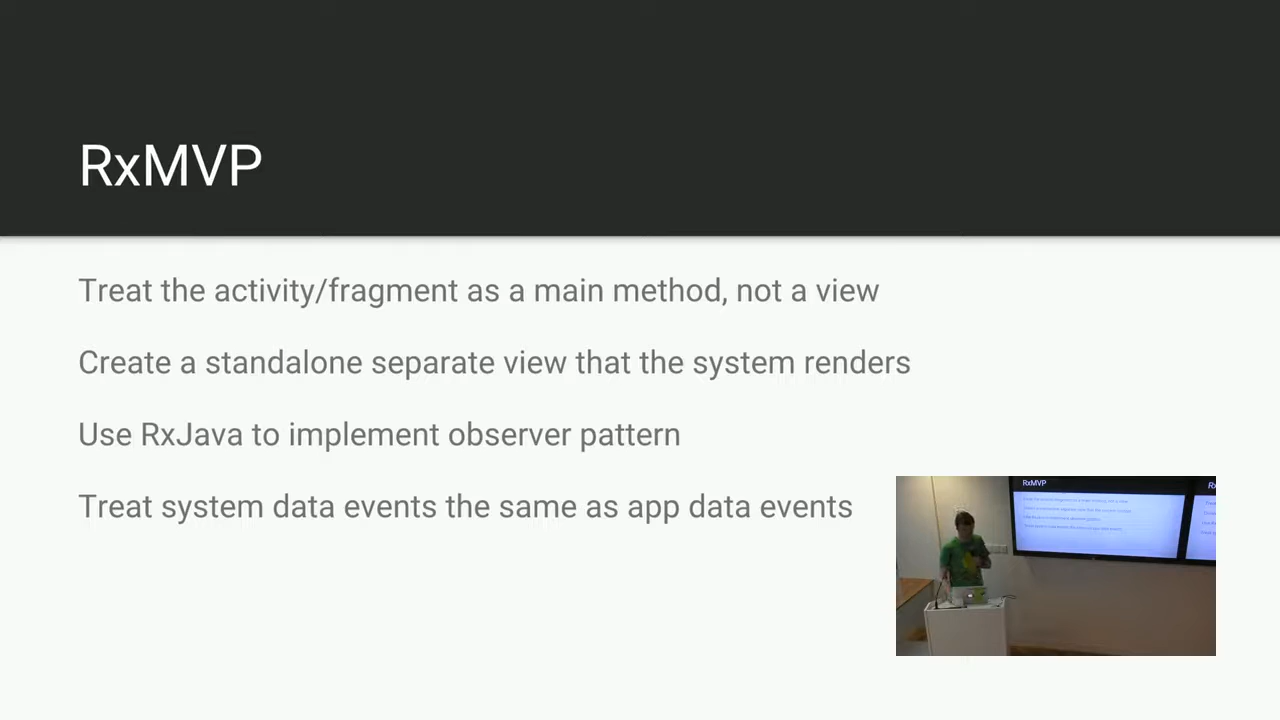 RxMVP
Treat the activity/fragment as a main method, not a view
Create a standalone separate view that the system renders
Use RxJava to implement observer pattern
Treat system data events the same as app data events
RxMVP